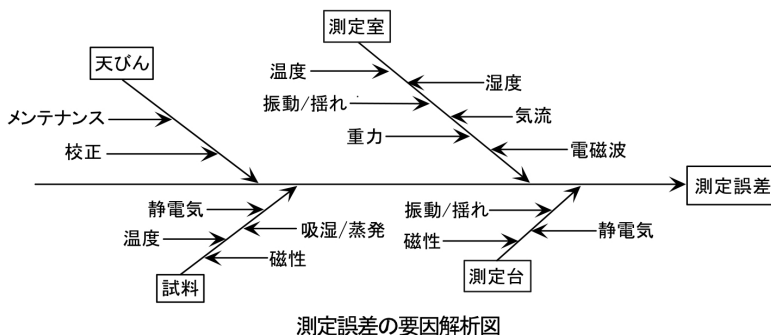 測定室
天びん
温度
湿度
振動/揺れ
気流
メンテナンス
重力
校正
電磁波
測定誤差
静電気
振動/揺れ
吸湿/蒸発
静電気
温度
磁性
磁性
試料
測定台
測定誤差の要因解析図